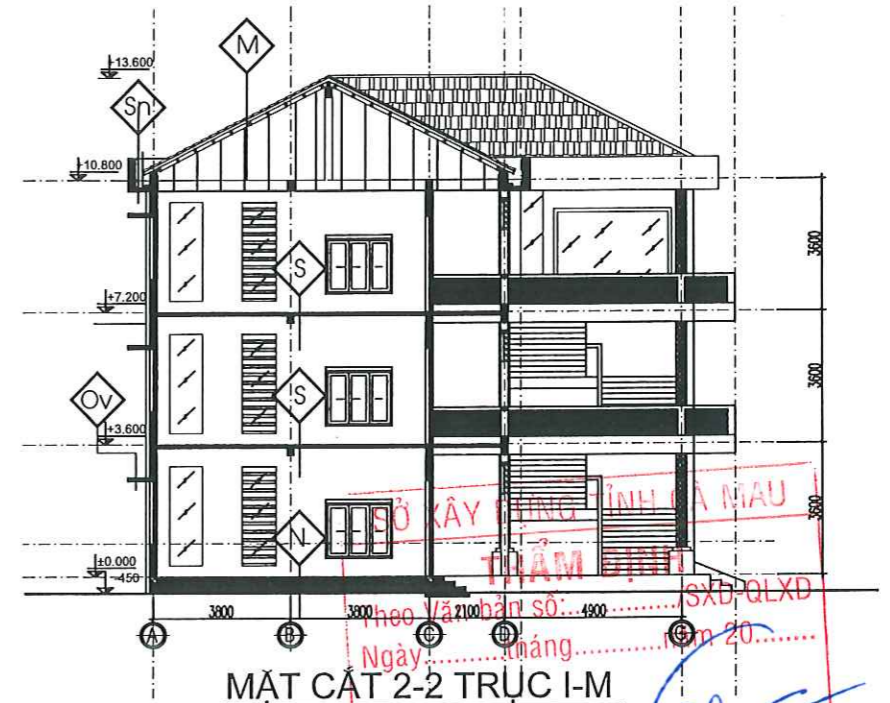 M
+13.600
Sn
+10.800
3600
S
+7.200
3600
S
Ov
+3.600
SỞ XÂY DỰNG TỈNH CÀ MAU
3600
N
THẨM ĐỊNH
±0.000
-450
Theo Văn bản số:............/SXD-QLXD
3800
3800
2100
4900
A
B
C
D
G
Ngày...........tháng............năm 20........
MẶT CẮT 2-2 TRỤC I-M